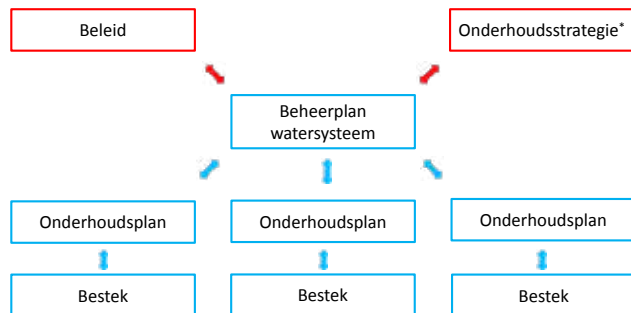 Beleid
Onderhoudsstrategie*
Beheerplan
watersysteem
Onderhoudsplan
Onderhoudsplan
Onderhoudsplan
Bestek
Bestek
Bestek